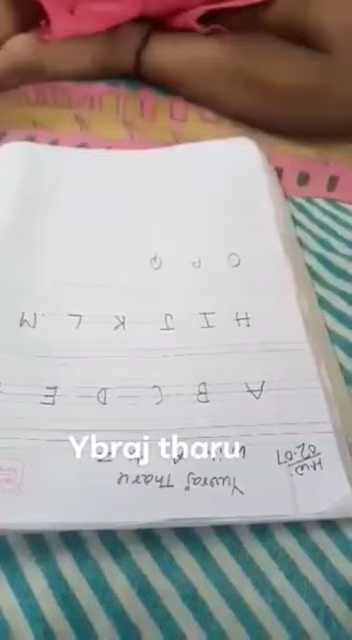 H.W
02.07
Yuvraj Tharu
A B - C - D - E
H I J K L M
O P Q
Ybraj tharu